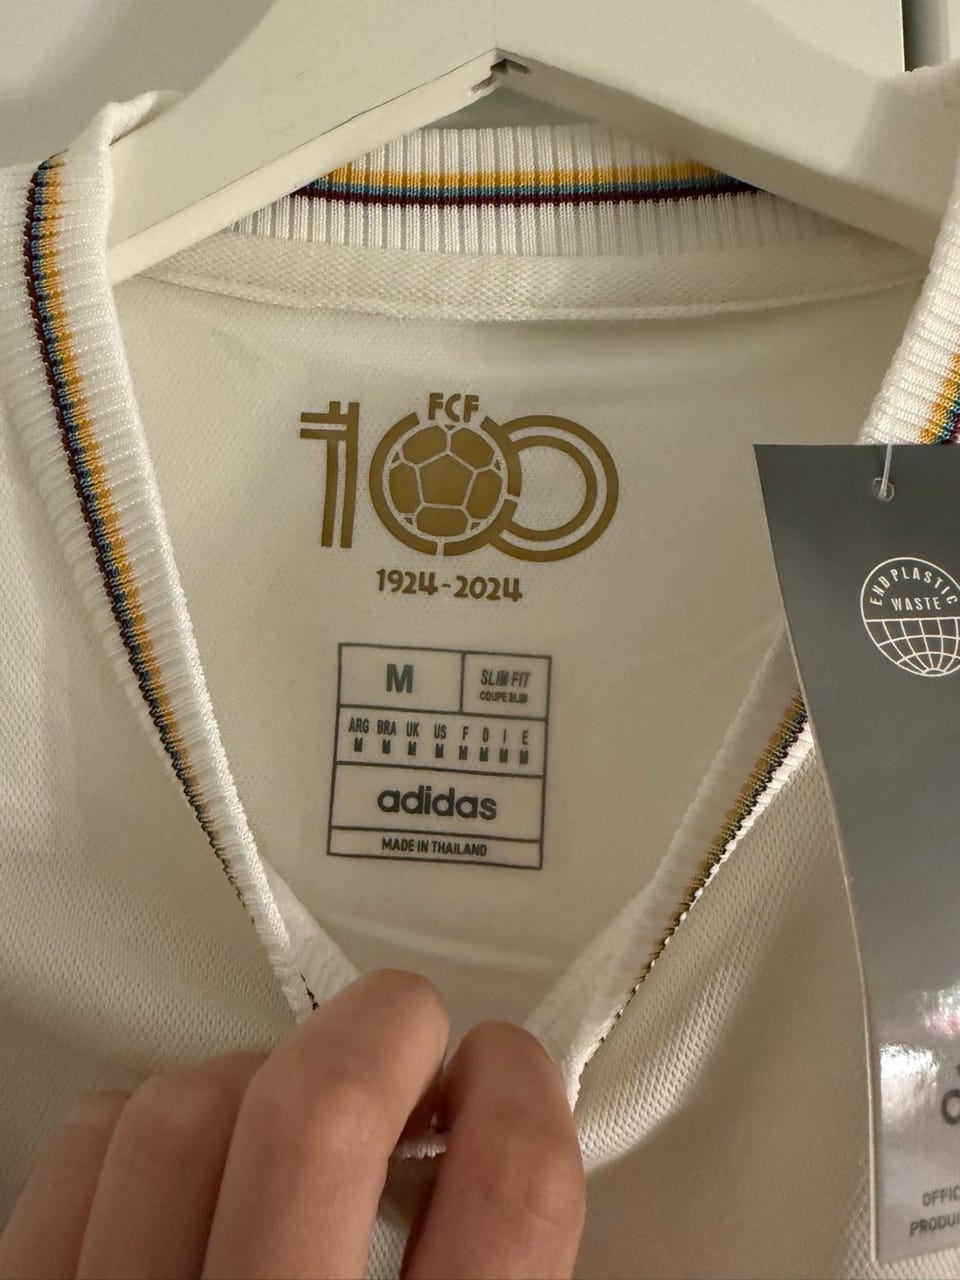 FCF
100
1924-2024
M
SLIM FIT
COUPE SLIM
ARG BRA UK US F D I E
M M M M M M M M
adidas
MADE IN THAILAND
END PLASTIC
WASTE